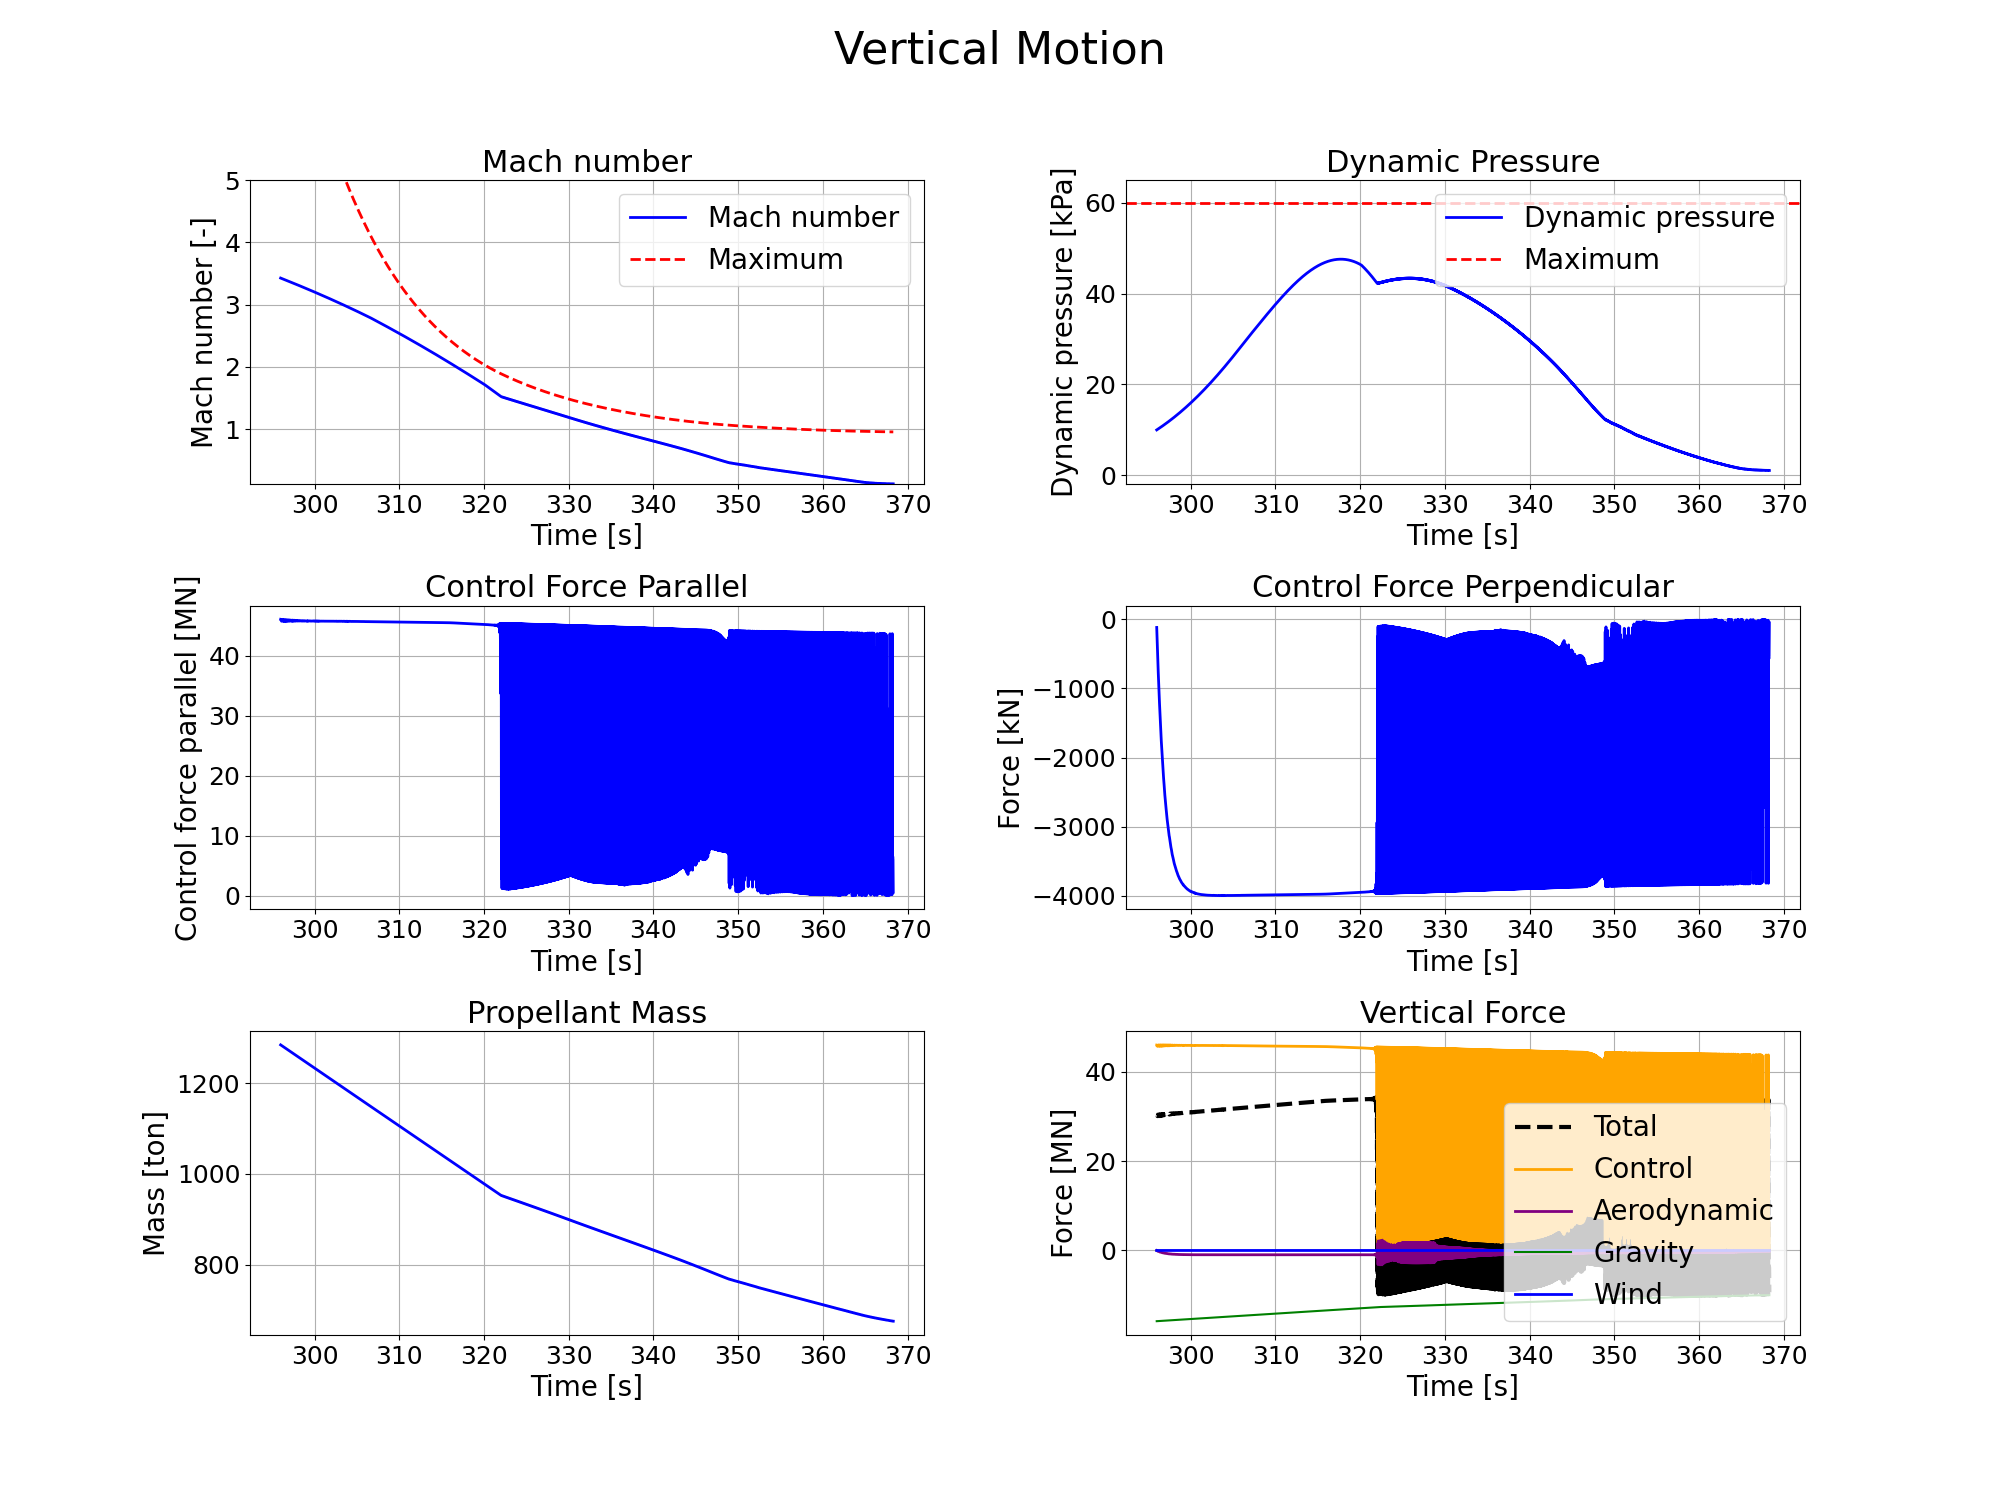 Vertical Motion
Mach number
Mach number [-]
5
4
3
2
1
Mach number
Maximum
300 310 320 330 340 350 360 370
Time [s]
Dynamic Pressure
Dynamic pressure [kPa]
60
40
20
0
Dynamic pressure
Maximum
300 310 320 330 340 350 360 370
Time [s]
Control Force Parallel
Control force parallel [MN]
40
30
20
10
0
300 310 320 330 340 350 360 370
Time [s]
Control Force Perpendicular
Force [kN]
0
−1000
−2000
−3000
−4000
300 310 320 330 340 350 360 370
Time [s]
Propellant Mass
Mass [ton]
1200
1000
800
300 310 320 330 340 350 360 370
Time [s]
Vertical Force
Force [MN]
40
20
0
Total
Control
Aerodynamic
Gravity
Wind
300 310 320 330 340 350 360 370
Time [s]